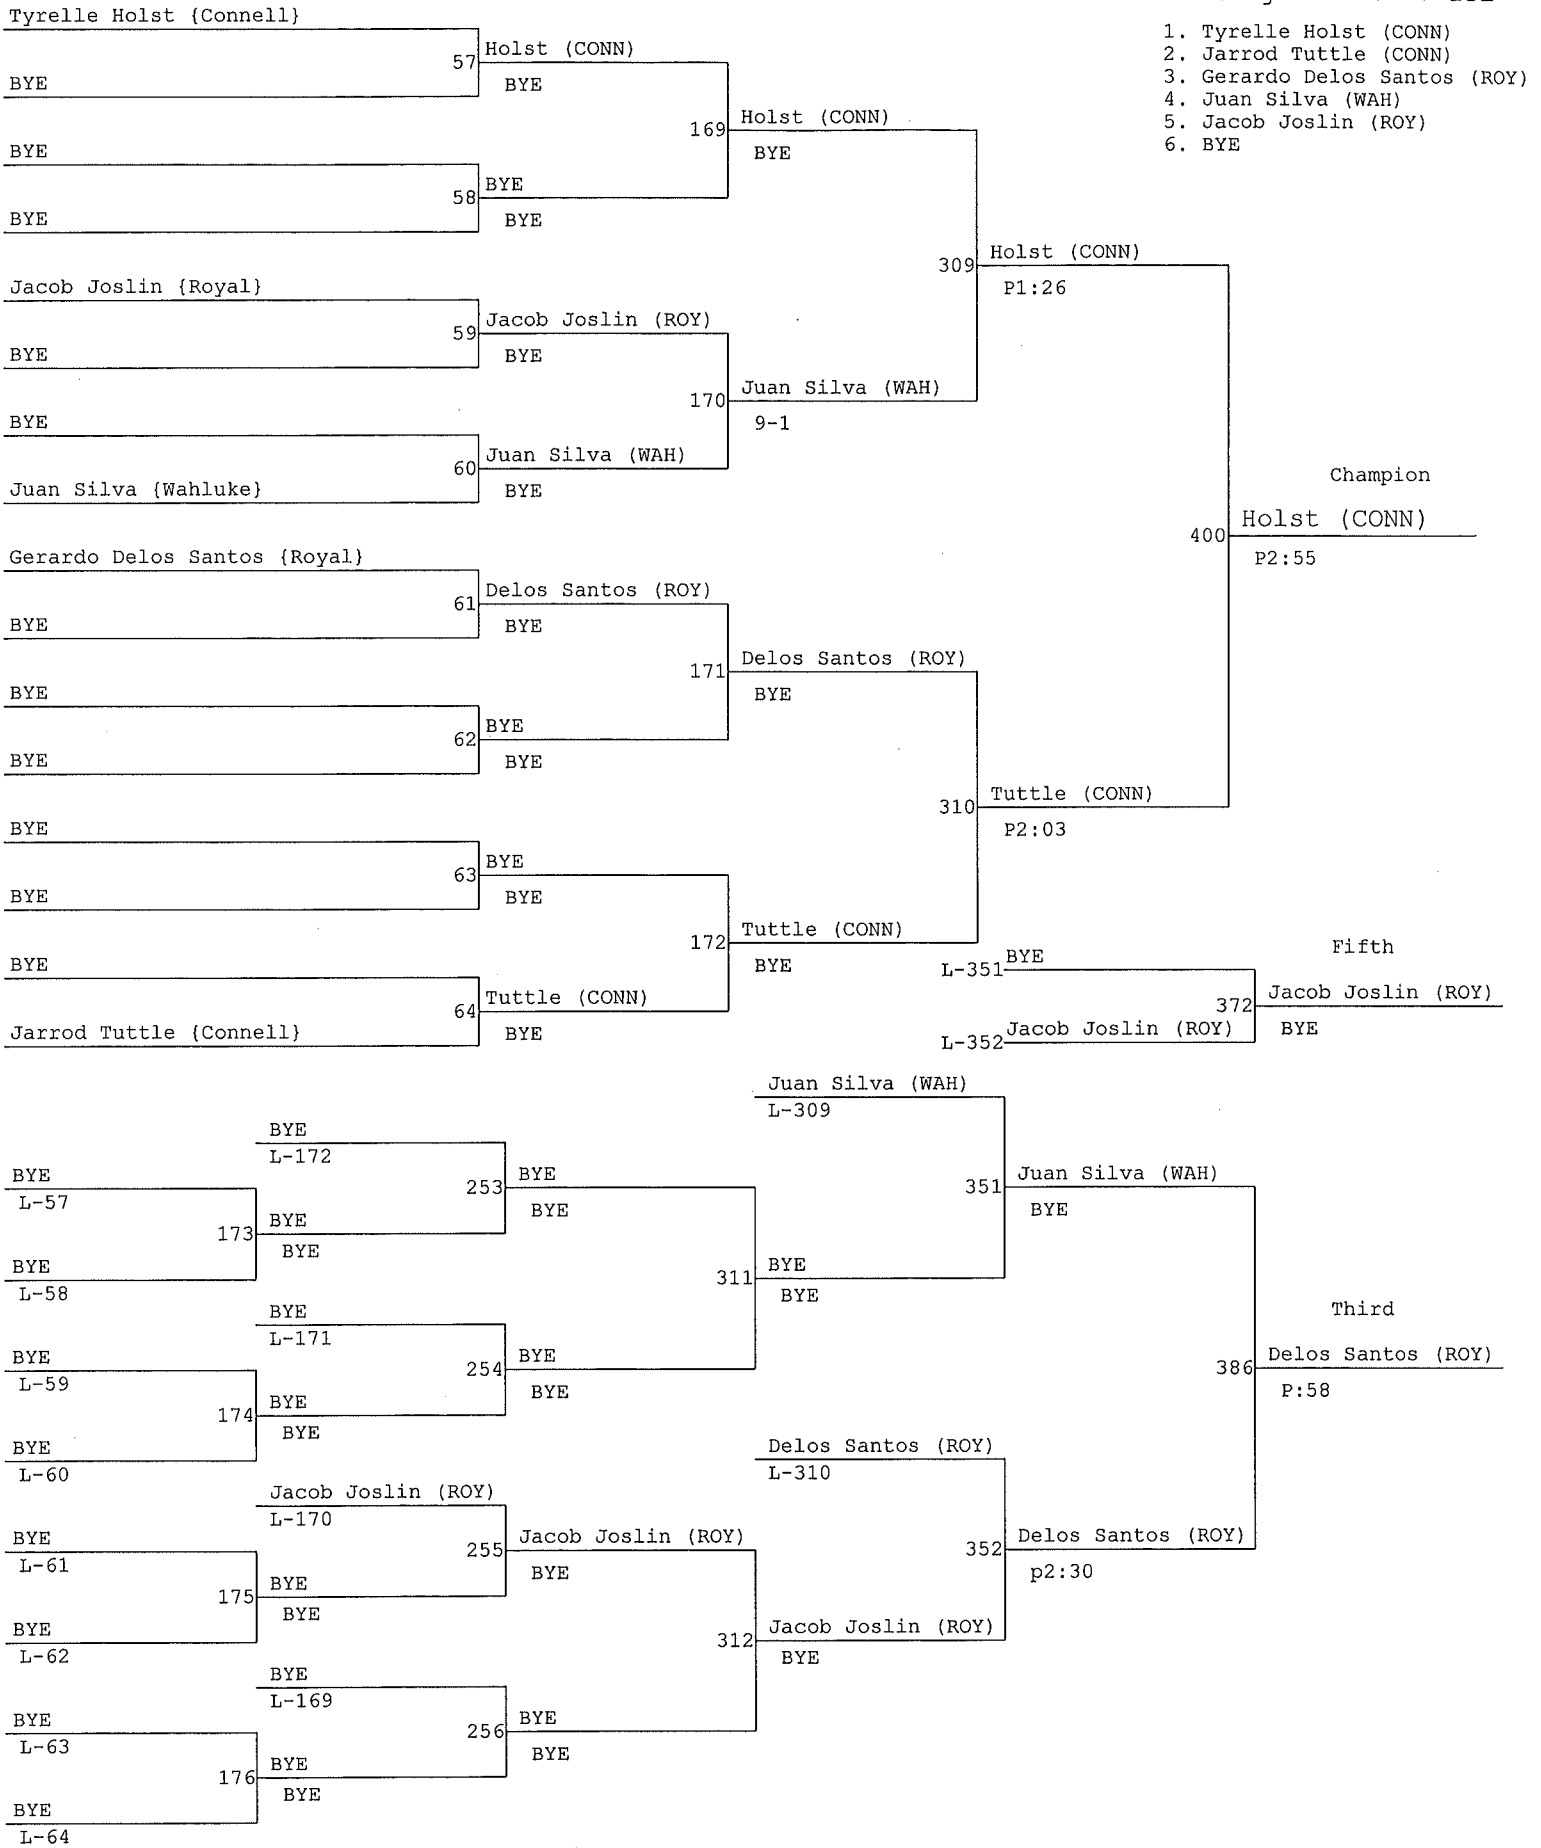 1. Tyrelle Holst (CONN)
2. Jarrod Tuttle (CONN)
3. Gerardo Delos Santos (ROY)
4. Juan Silva (WAH)
5. Jacob Joslin (ROY)
6. BYE
Tyrelle Holst {Connell}
57 Holst (CONN)
BYE
BYE
169 Holst (CONN)
BYE
BYE
58 BYE
BYE
BYE
309 Holst (CONN)
P1:26
Jacob Joslin {Royal}
59 Jacob Joslin (ROY)
BYE
BYE
170 Juan Silva (WAH)
9-1
BYE
60 Juan Silva (WAH)
BYE
Juan Silva {Wahluke}
Champion
400 Holst (CONN)
P2:55
Gerardo Delos Santos {Royal}
61 Delos Santos (ROY)
BYE
BYE
171 Delos Santos (ROY)
BYE
BYE
62 BYE
BYE
BYE
310 Tuttle (CONN)
P2:03
BYE
63 BYE
BYE
BYE
172 Tuttle (CONN)
BYE
BYE
64 Tuttle (CONN)
BYE
Jarrod Tuttle {Connell}
Fifth
L-351 BYE
372 Jacob Joslin (ROY)
BYE
L-352 Jacob Joslin (ROY)
Juan Silva (WAH)
L-309
BYE
L-172
BYE
L-57
253 BYE
BYE
351 Juan Silva (WAH)
BYE
173 BYE
BYE
BYE
L-58
311 BYE
BYE
BYE
L-171
BYE
L-59
254 BYE
BYE
174 BYE
BYE
BYE
L-60
Third
386 Delos Santos (ROY)
P:58
Delos Santos (ROY)
L-310
Jacob Joslin (ROY)
L-170
BYE
L-61
255 Jacob Joslin (ROY)
BYE
352 Delos Santos (ROY)
p2:30
175 BYE
BYE
BYE
L-62
312 Jacob Joslin (ROY)
BYE
BYE
L-169
BYE
L-63
256 BYE
BYE
176 BYE
BYE
BYE
L-64